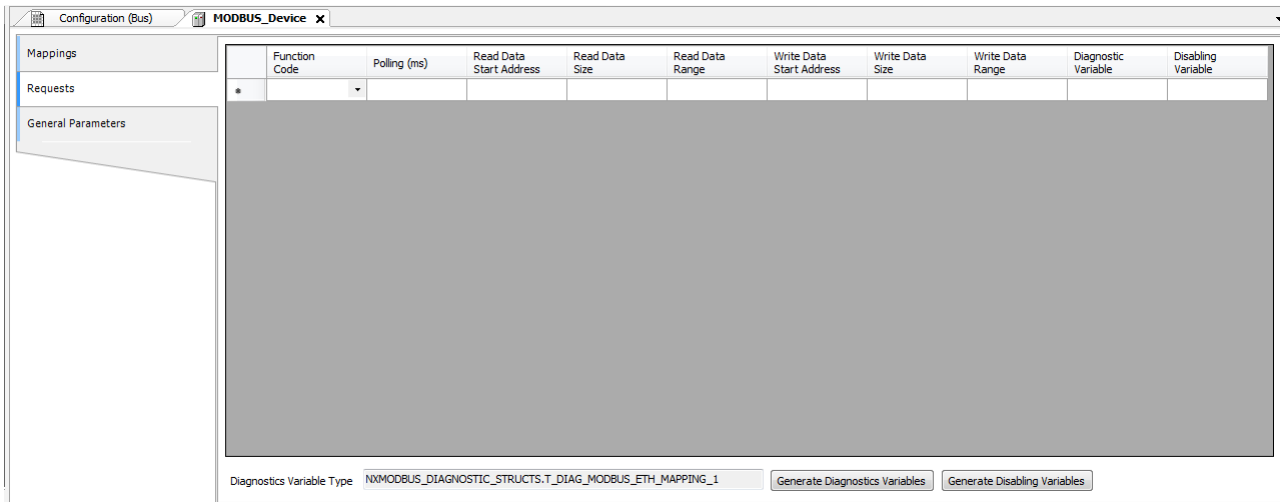 Configuration (Bus) MODBUS_Device X
Mappings
Requests
General Parameters
Function Code Polling (ms) Read Data Start Address Read Data Size Read Data Range Write Data Start Address Write Data Size Write Data Range Diagnostic Variable Disabling Variable
*
Diagnostics Variable Type NXMODBUS_DIAGNOSTIC_STRUCTS.T_DIAG_MODBUS_ETH_MAPPING_1 Generate Diagnostics Variables Generate Disabling Variables